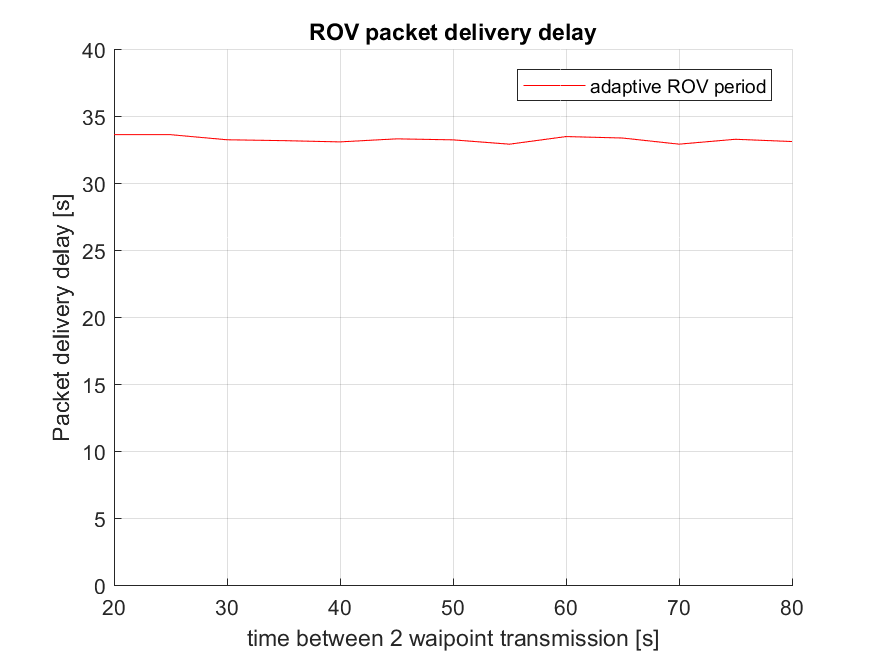 ROV packet delivery delay
adaptive ROV period
Packet delivery delay [s]
40
35
30
25
20
15
10
5
0
20 30 40 50 60 70 80
time between 2 waipoint transmission [s]